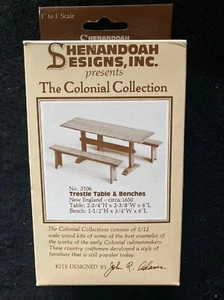 1" to 1' Scale
SHENANDOAH
SHENANDOAH
DESIGNS, INC.
presents
The Colonial Collection
No. 3106
Trestle Table & Benches
New England - circa:1650
Table: 2-3/4"H x 2-3/8"W x 6"L
Bench: 1-1/2"H x 3/4"W x 6"L
The Colonial Collections consists of 1/12
scale wood kits of some of the best examples of
the works of the early Colonial cabinetmakers.
These country craftsmen developed a style of
furniture that is still popular today.
KITS DESIGNED BY